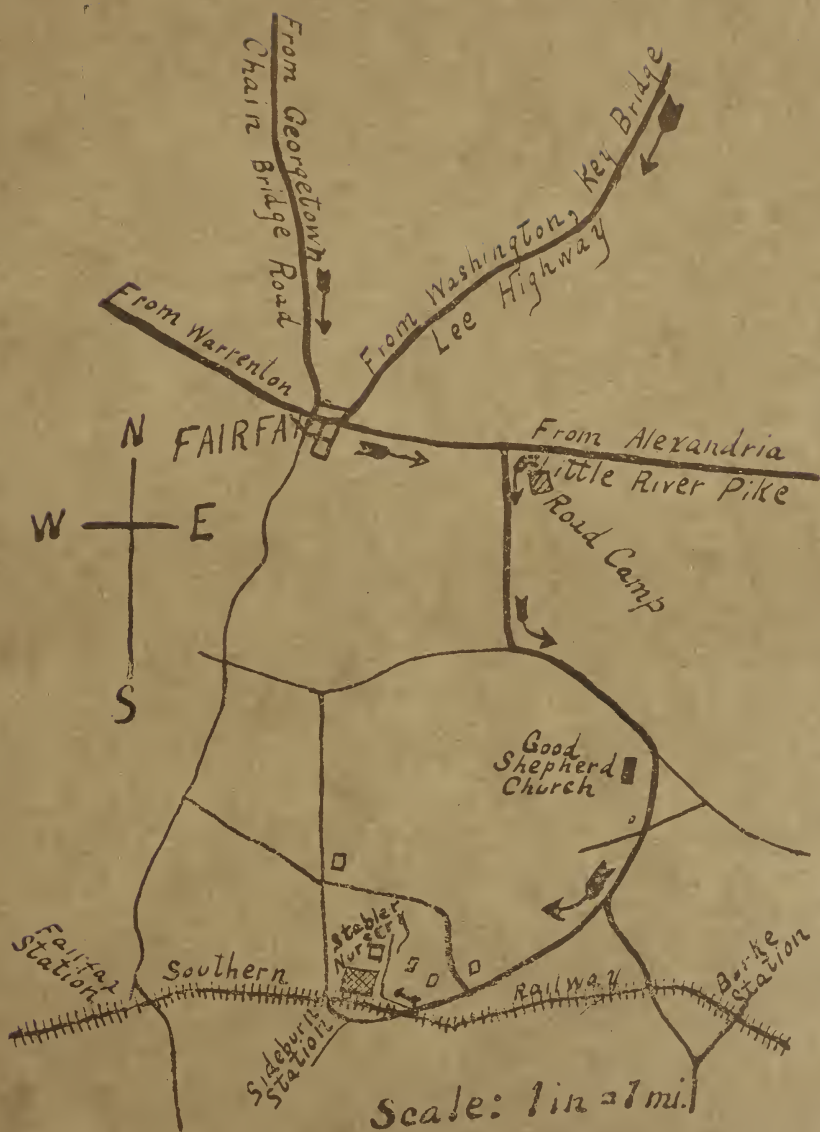 From Georgetown
Chain Bridge Road
From Washington, Key Bridge
Lee Highway
From Warrenton
FAIRFAX
From Alexandria
Little River Pike
Road Camp
N
W E
S
Good
Shepherd
Church
Stabler
Nursery
Fairfax
Station
Southern
Railway
Burke
Station
Sideburn
Station
Scale: 1 in = 1 mi.